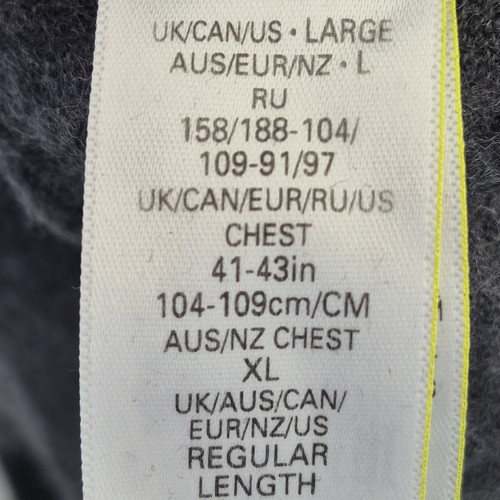 UK/CAN/US • LARGE
AUS/EUR/NZ • L
RU
158/188-104/
109-91/97
UK/CAN/EUR/RU/US
CHEST
41-43in
104-109cm/CM
AUS/NZ CHEST
XL
UK/AUS/CAN/
EUR/NZ/US
REGULAR
LENGTH